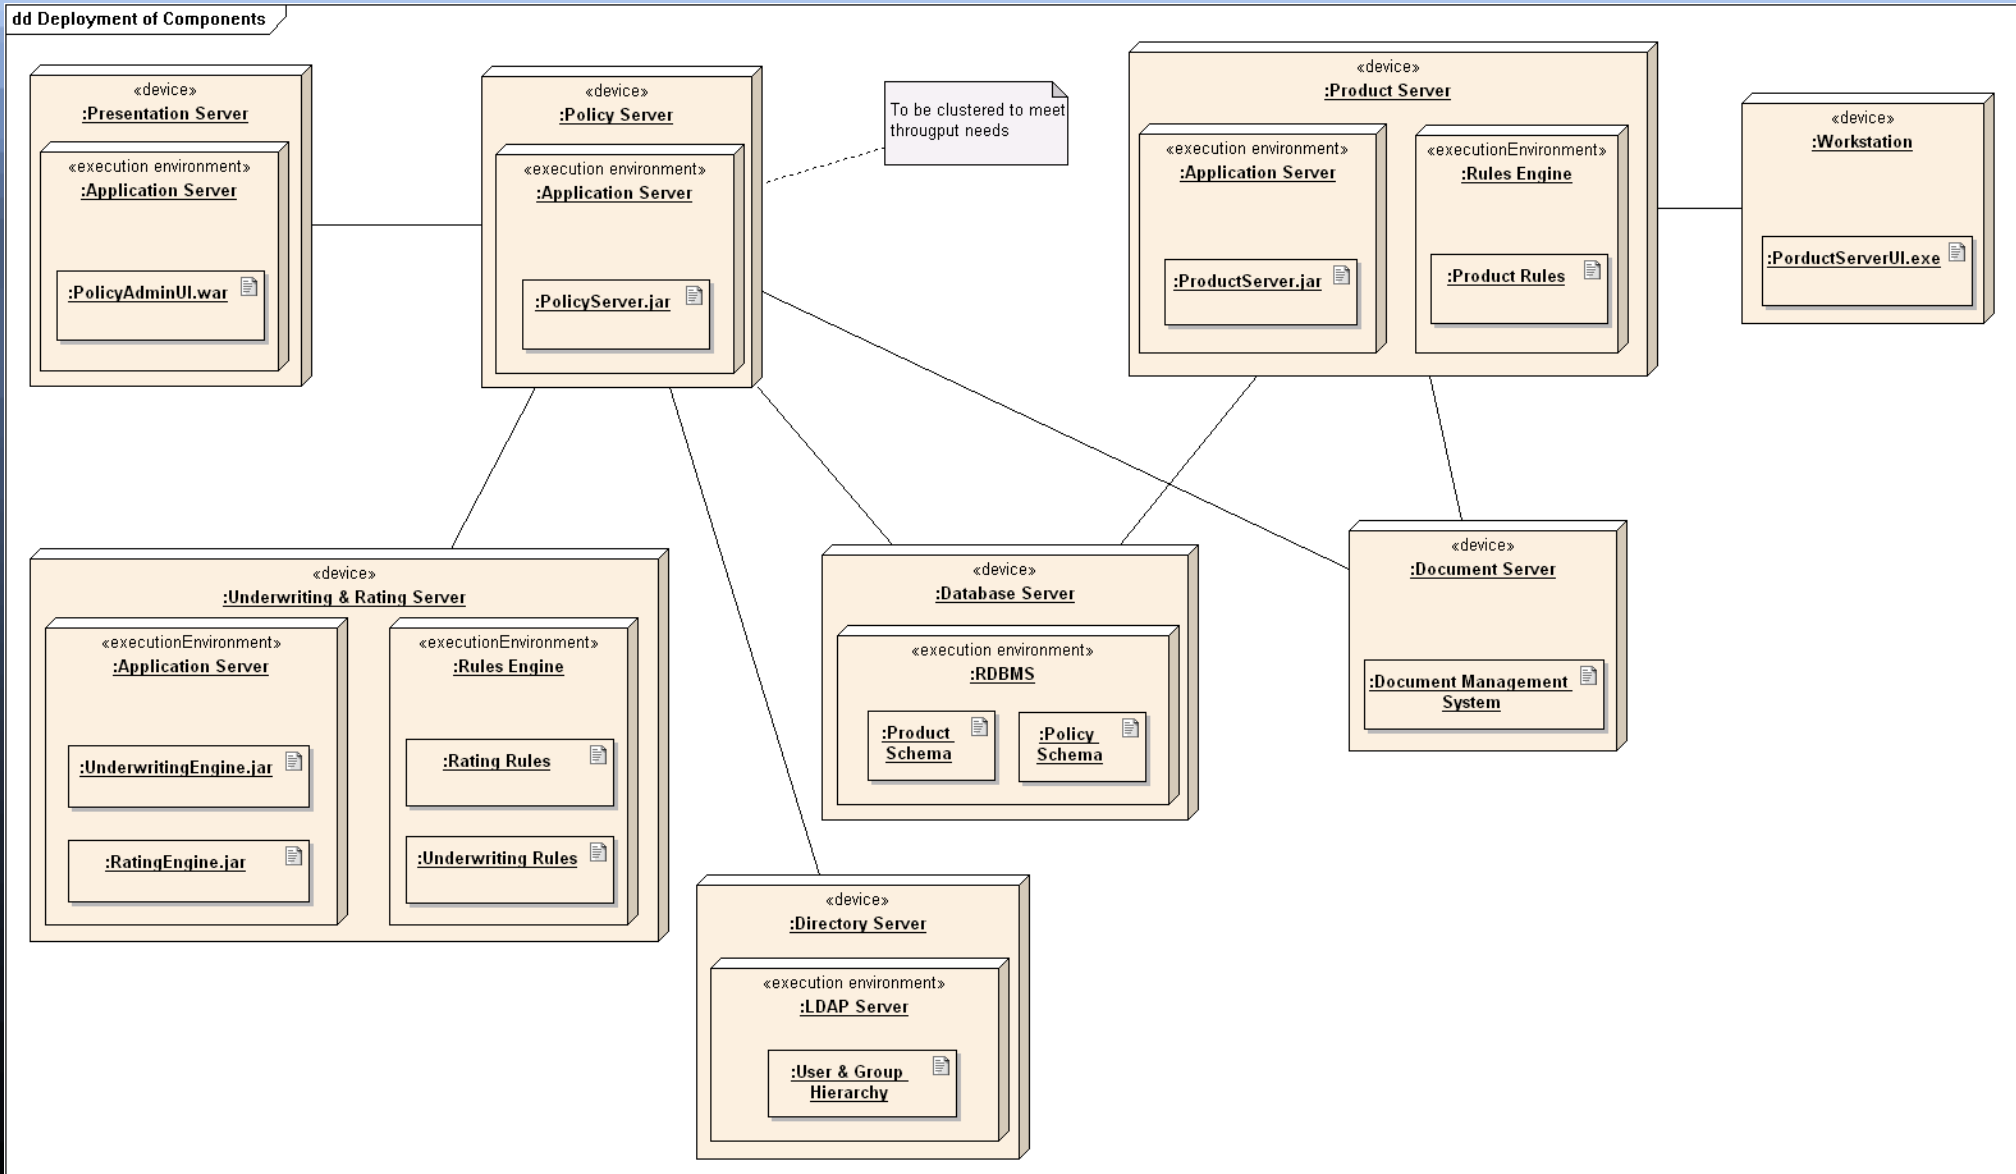 dd Deployment of Components
«device»
:Presentation Server
«execution environment»
:Application Server
:PolicyAdminUI.war
«device»
:Policy Server
«execution environment»
:Application Server
:PolicyServer.jar
To be clustered to meet
througput needs
«device»
:Product Server
«execution environment»
:Application Server
:ProductServer.jar
«executionEnvironment»
:Rules Engine
:Product Rules
«device»
:Workstation
:PorductServerUI.exe
«device»
:Underwriting & Rating Server
«executionEnvironment»
:Application Server
:UnderwritingEngine.jar
:RatingEngine.jar
«executionEnvironment»
:Rules Engine
:Rating Rules
:Underwriting Rules
«device»
:Database Server
«execution environment»
:RDBMS
:Product
Schema
:Policy
Schema
«device»
:Document Server
:Document Management
System
«device»
:Directory Server
«execution environment»
:LDAP Server
:User & Group
Hierarchy